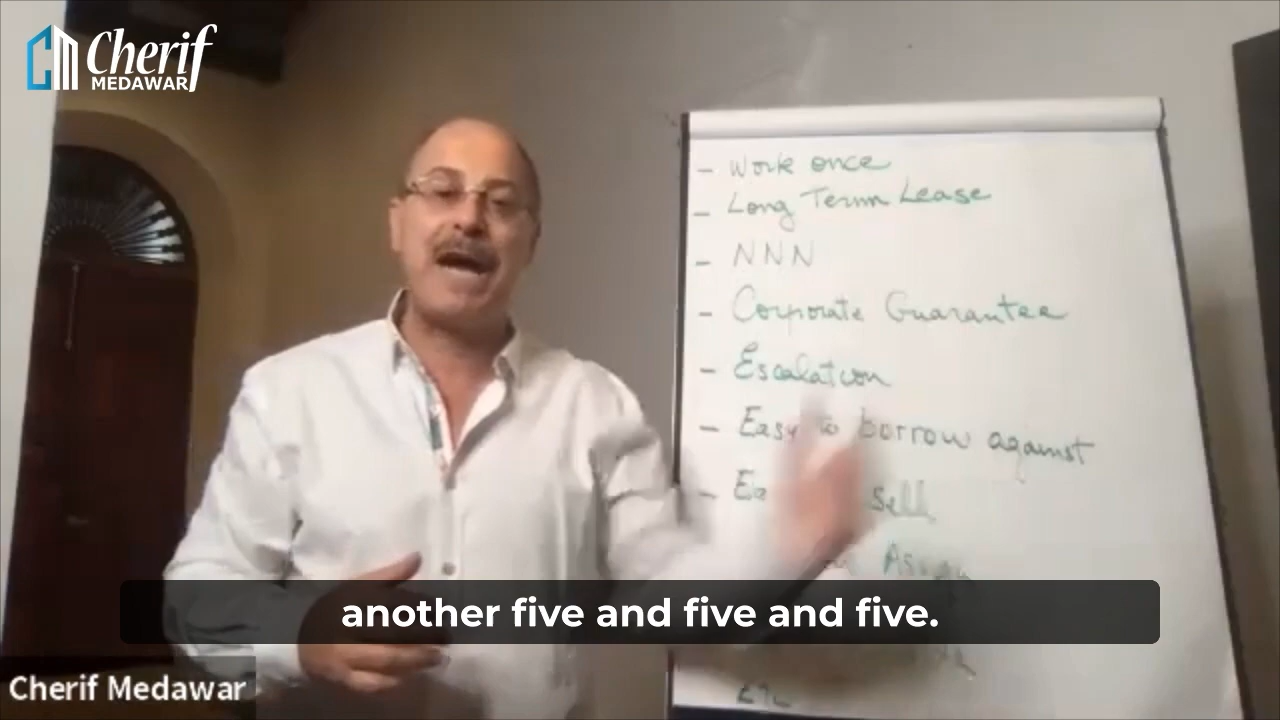 Cherif
MEDAWAR
- Work once
- Long Term Lease
- NNN
- Corporate Guarantee
- Escalation
- Easy to borrow against
- sell
another five and five and five.
Cherif Medawar